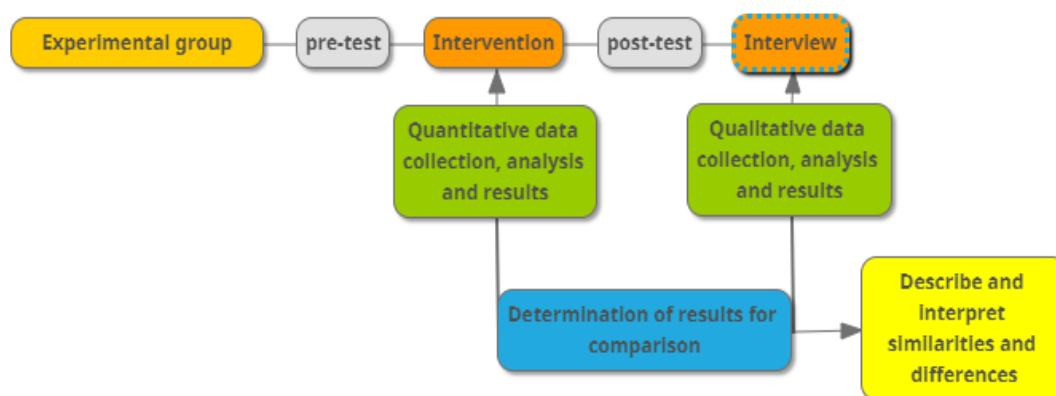 Experimental group
pre-test
Intervention
post-test
Interview
Quantitative data
collection, analysis
and results
Qualitative data
collection, analysis
and results
Determination of results for
comparison
Describe and
interpret
similarities and
differences